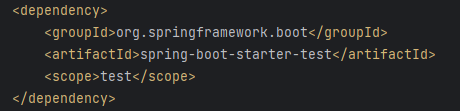 <dependency>
    <groupId>org.springframework.boot</groupId>
    <artifactId>spring-boot-starter-test</artifactId>
    <scope>test</scope>
</dependency>